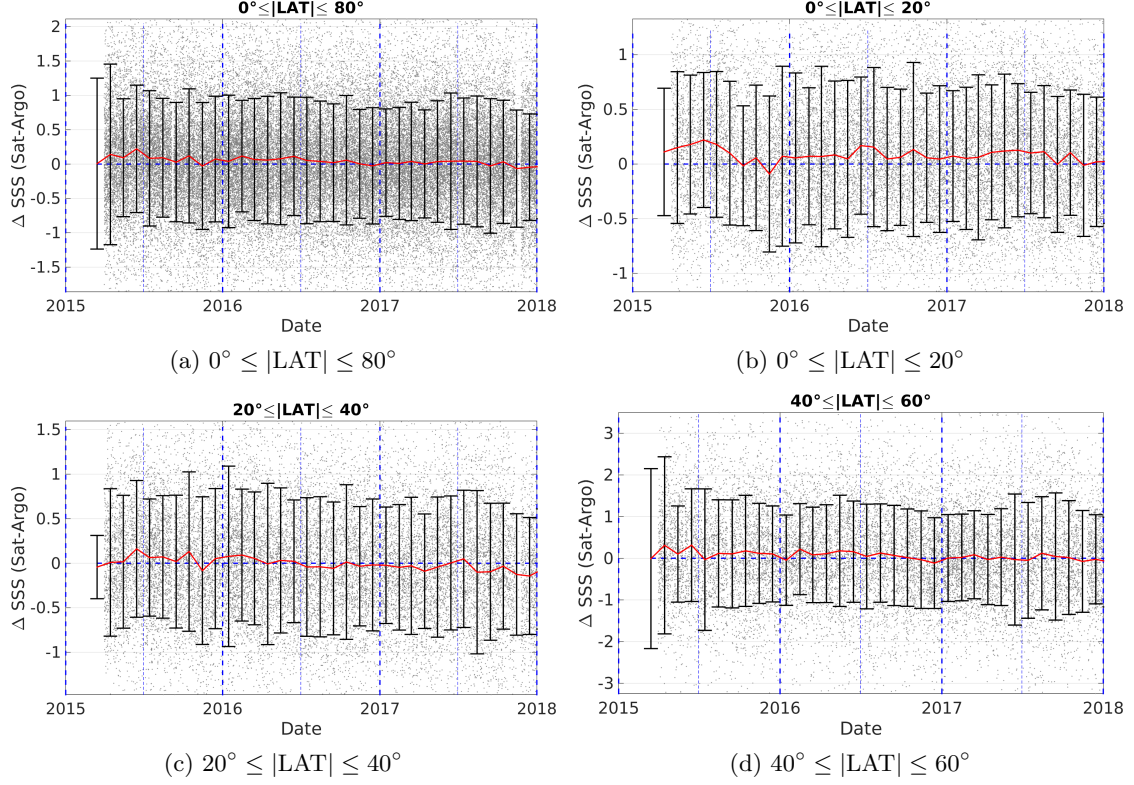 0°≤|LAT|≤ 80°
Δ SSS (Sat-Argo)
2
1.5
1
0.5
0
-0.5
-1
-1.5
2015
2016
2017
2018
Date
(a) 0° ≤ |LAT| ≤ 80°
0°≤|LAT|≤ 20°
Δ SSS (Sat-Argo)
1
0.5
0
-0.5
-1
2015
2016
2017
2018
Date
(b) 0° ≤ |LAT| ≤ 20°
20°≤|LAT|≤ 40°
Δ SSS (Sat-Argo)
1.5
1
0.5
0
-0.5
-1
2015
2016
2017
2018
Date
(c) 20° ≤ |LAT| ≤ 40°
40°≤|LAT|≤ 60°
Δ SSS (Sat-Argo)
3
2
1
0
-1
-2
-3
2015
2016
2017
2018
Date
(d) 40° ≤ |LAT| ≤ 60°